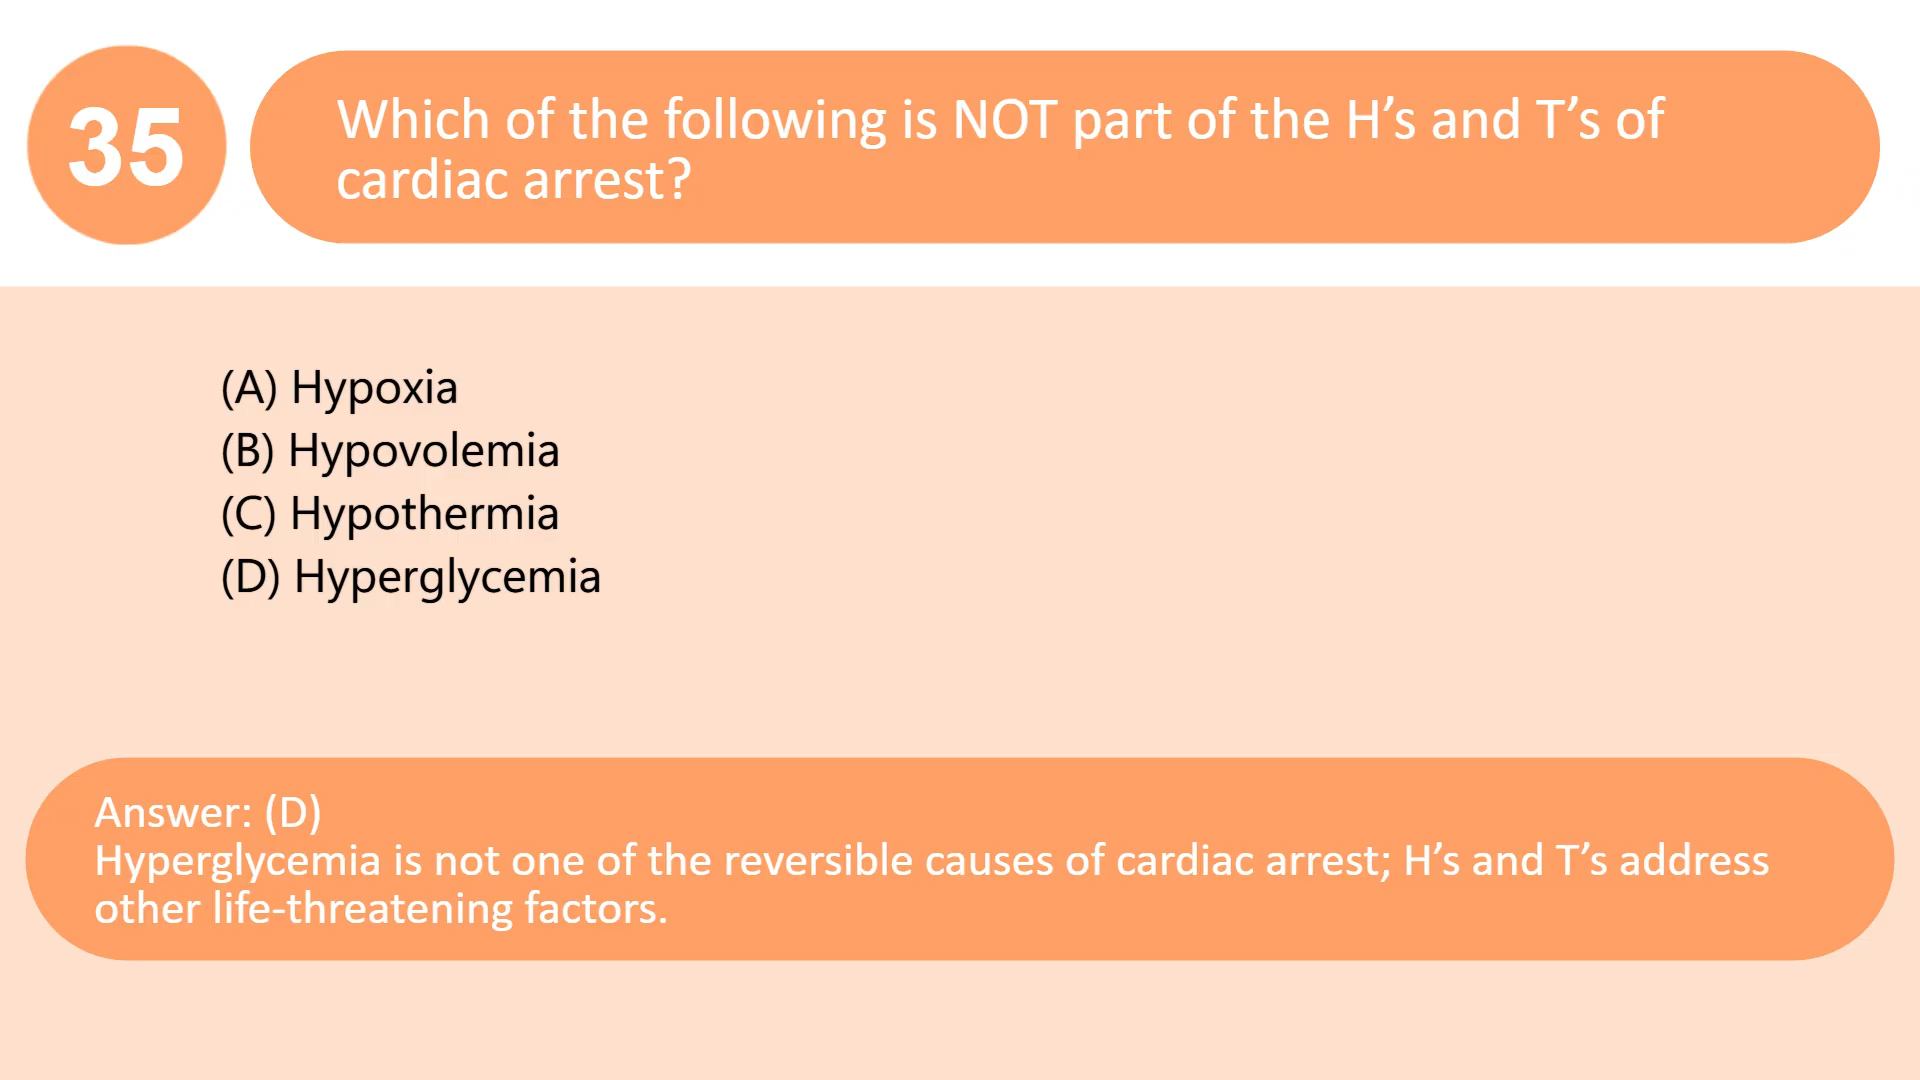 35
Which of the following is NOT part of the H’s and T’s of
cardiac arrest?
(A) Hypoxia
(B) Hypovolemia
(C) Hypothermia
(D) Hyperglycemia
Answer: (D)
Hyperglycemia is not one of the reversible causes of cardiac arrest; H’s and T’s address
other life-threatening factors.